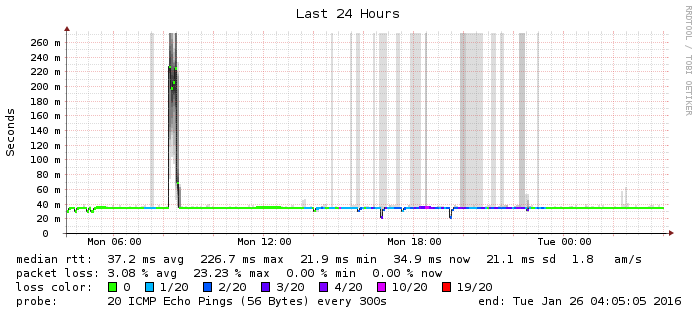 Last 24 Hours
RRDTOOL / TOBI OETIKER
Seconds
260 m
240 m
220 m
200 m
180 m
160 m
140 m
120 m
100 m
80 m
60 m
40 m
20 m
0
Mon 06:00 Mon 12:00 Mon 18:00 Tue 00:00
median rtt: 37.2 ms avg 226.7 ms max 21.9 ms min 34.9 ms now 21.1 ms sd 1.8 am/s
packet loss: 3.08 % avg 23.23 % max 0.00 % min 0.00 % now
loss color: 0 1/20 2/20 3/20 4/20 10/20 19/20
probe: 20 ICMP Echo Pings (56 Bytes) every 300s end: Tue Jan 26 04:05:05 2016